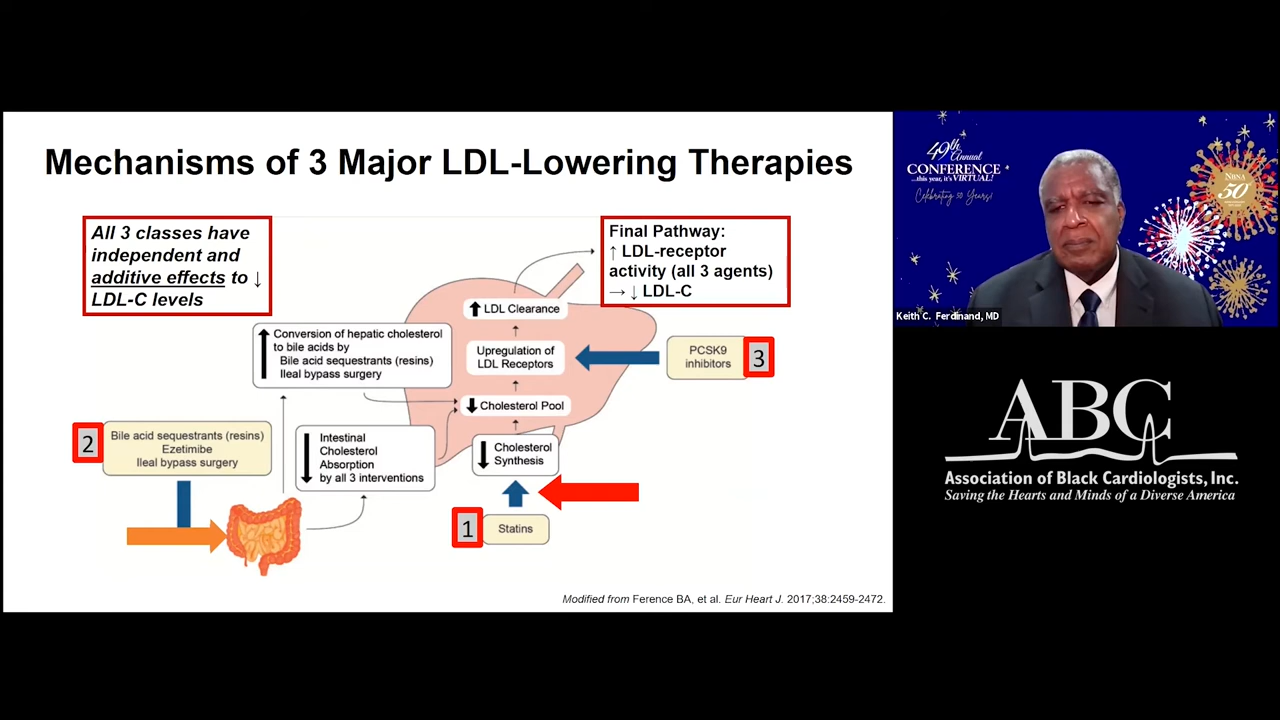 Mechanisms of 3 Major LDL-Lowering Therapies
All 3 classes have
independent and
additive effects to ↓
LDL-C levels
Final Pathway:
↑ LDL-receptor
activity (all 3 agents)
→ ↓ LDL-C
LDL Clearance
Conversion of hepatic cholesterol
to bile acids by
Bile acid sequestrants (resins)
Ileal bypass surgery
Upregulation of
LDL Receptors
PCSK9
inhibitors
3
Cholesterol Pool
2
Bile acid sequestrants (resins)
Ezetimibe
Ileal bypass surgery
Intestinal
Cholesterol
Absorption
by all 3 interventions
Cholesterol
Synthesis
1
Statins
Modified from Ference BA, et al. Eur Heart J. 2017;38:2459-2472.
49th
Annual
CONFERENCE
...this year, it's VIRTUAL!
Celebrating 50 Years!
NBNA
50
Keith C. Ferdinand, MD
ABC
Association of Black Cardiologists, Inc.
Saving the Hearts and Minds of a Diverse America